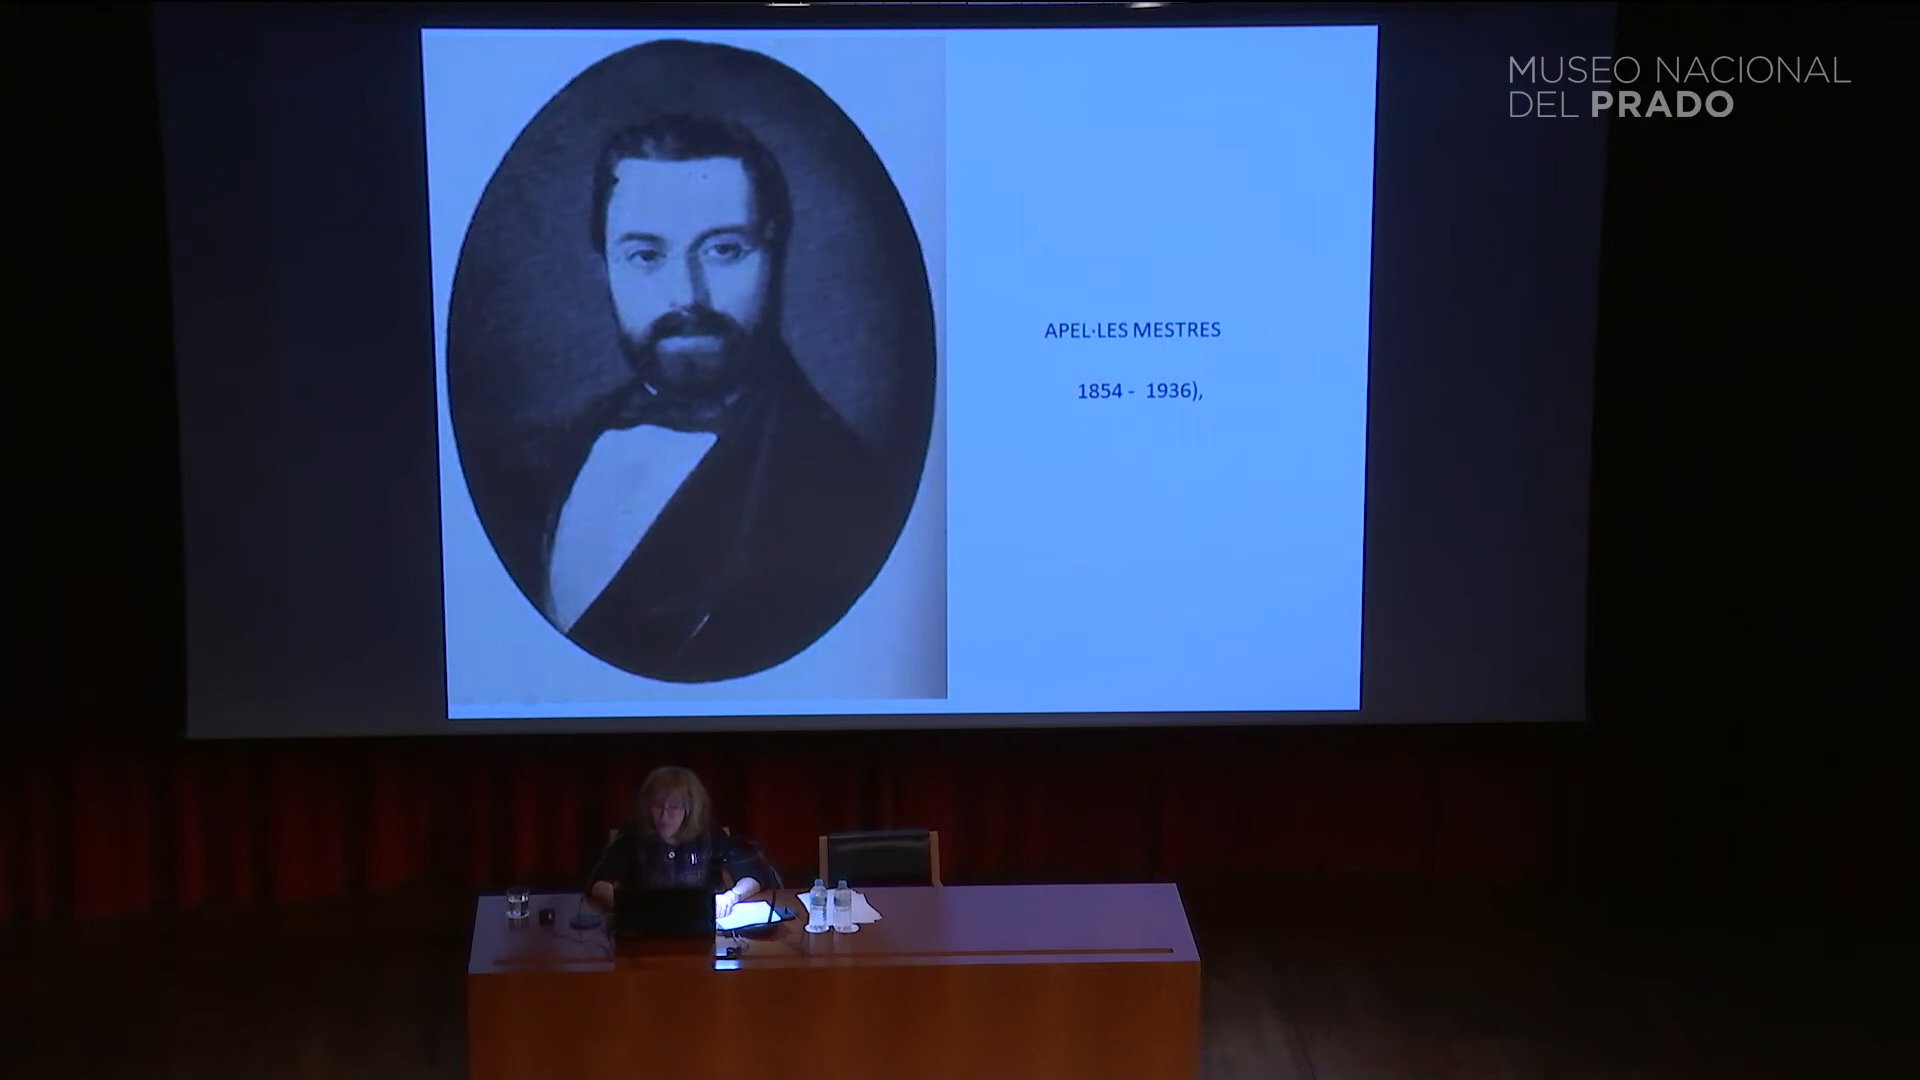 MUSEO NACIONAL
DEL PRADO
APEL·LES MESTRES
1854 - 1936),